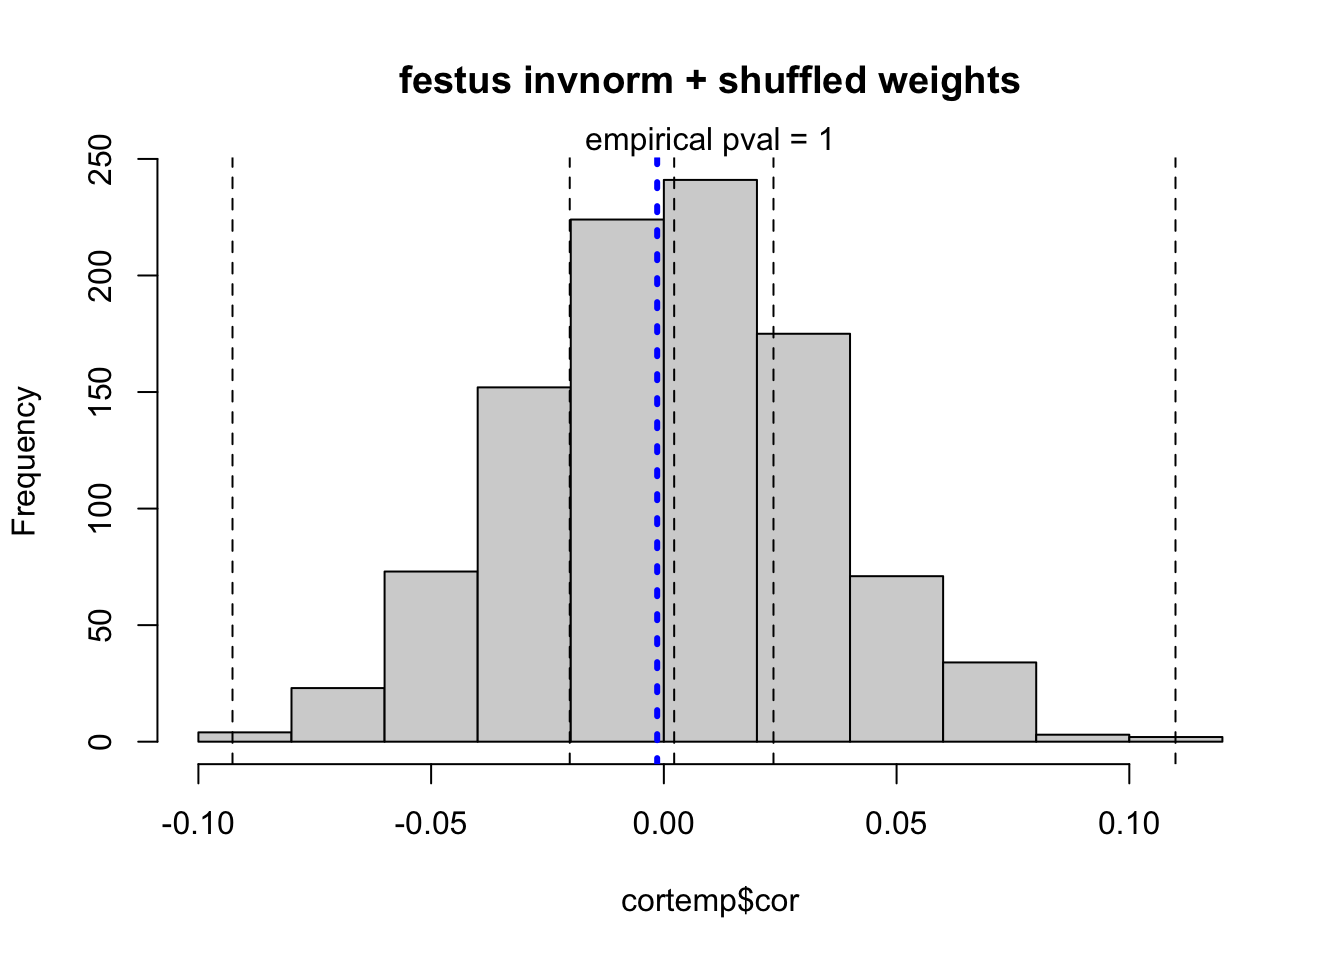 festus invnorm + shuffled weights
empirical pval = 1
Frequency
250
200
150
100
50
0
-0.10 -0.05 0.00 0.05 0.10
cortemp$cor